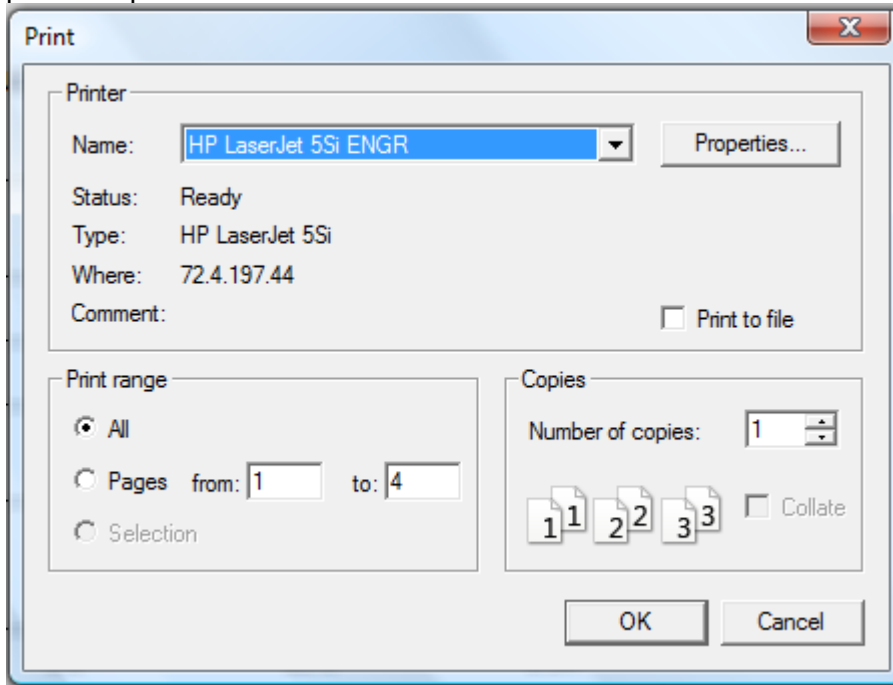 Print
Printer
Name: HP LaserJet 5Si ENGR Properties...
Status: Ready
Type: HP LaserJet 5Si
Where: 72.4.197.44
Comment: Print to file
Print range
All
Pages from: 1 to: 4
Selection
Copies
Number of copies: 1
1 1 2 2 3 3 Collate
OK Cancel